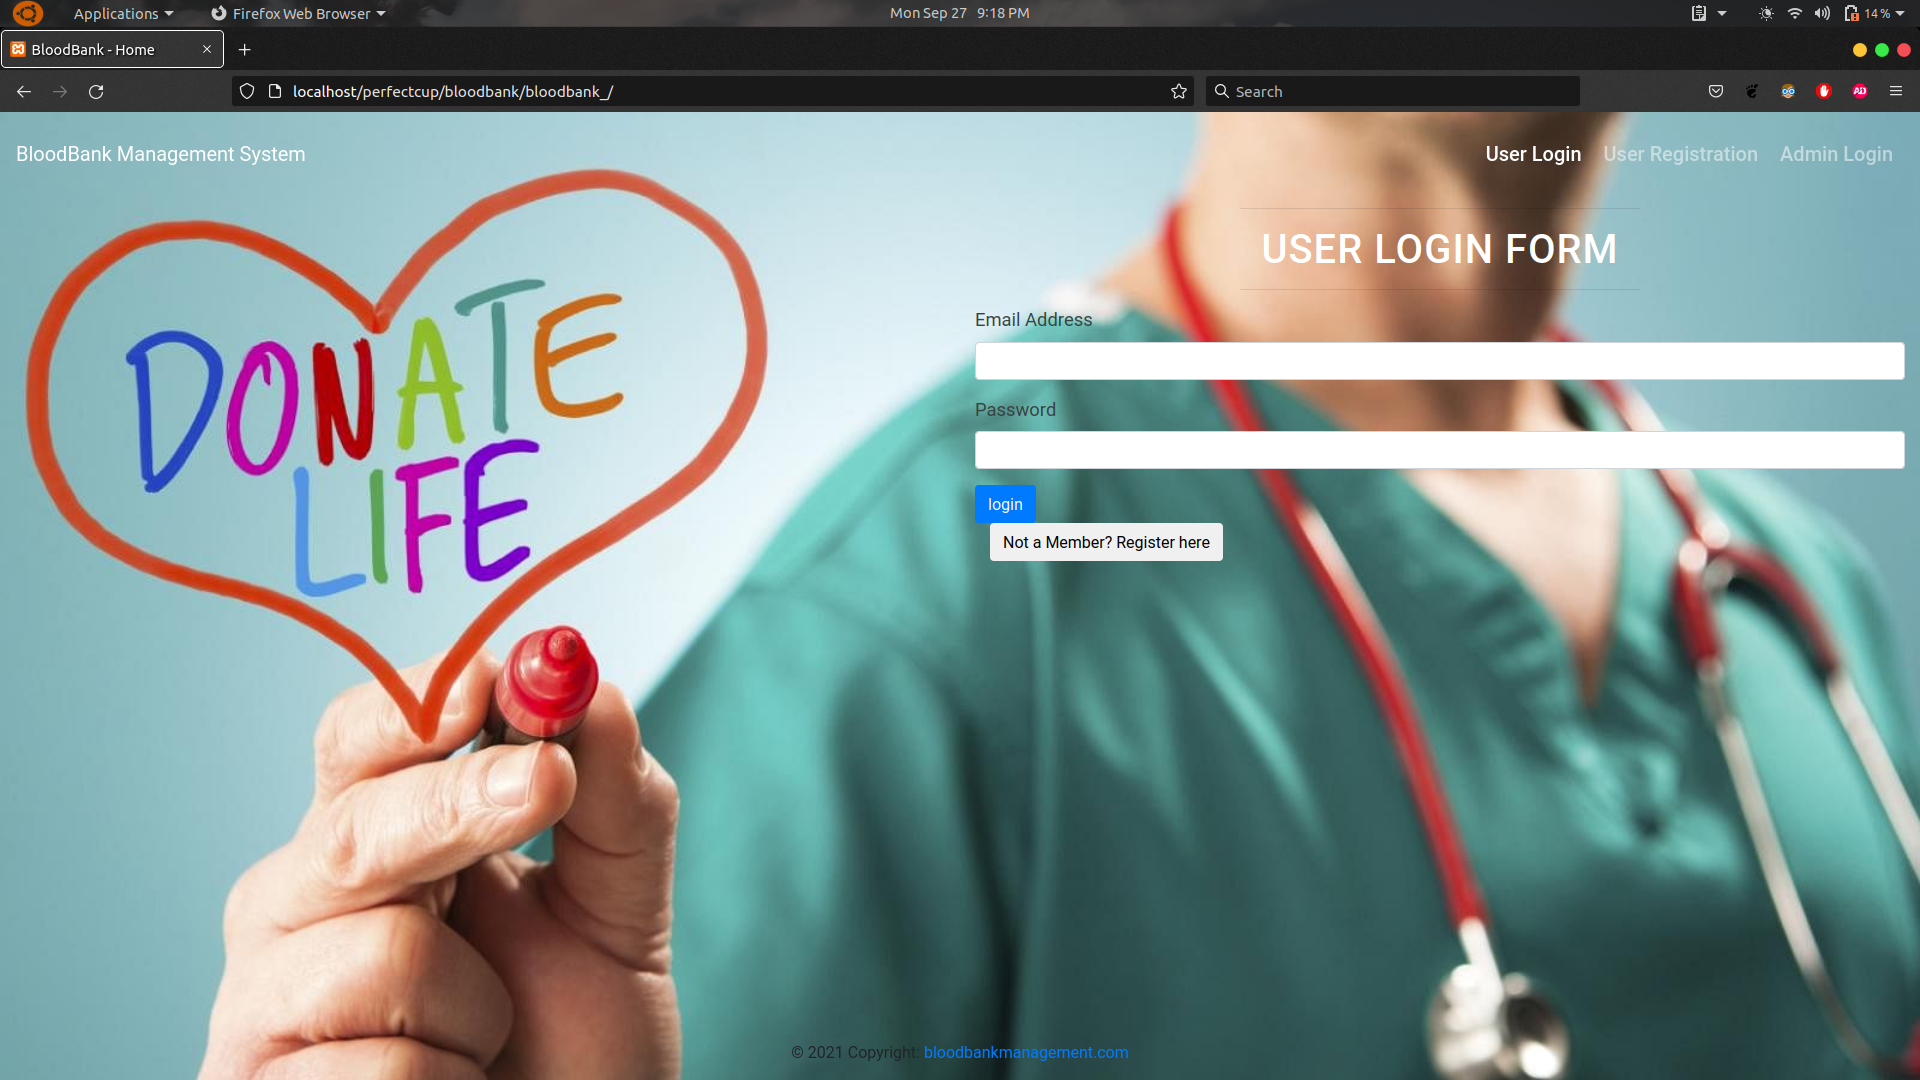 Applications
Firefox Web Browser
Mon Sep 27 9:18 PM
14 %
BloodBank - Home
localhost/perfectcup/bloodbank/bloodbank_/
Search
AD
BloodBank Management System
User Login
User Registration
Admin Login
DONATE
LIFE
USER LOGIN FORM
Email Address
Password
login
Not a Member? Register here
© 2021 Copyright: bloodbankmanagement.com